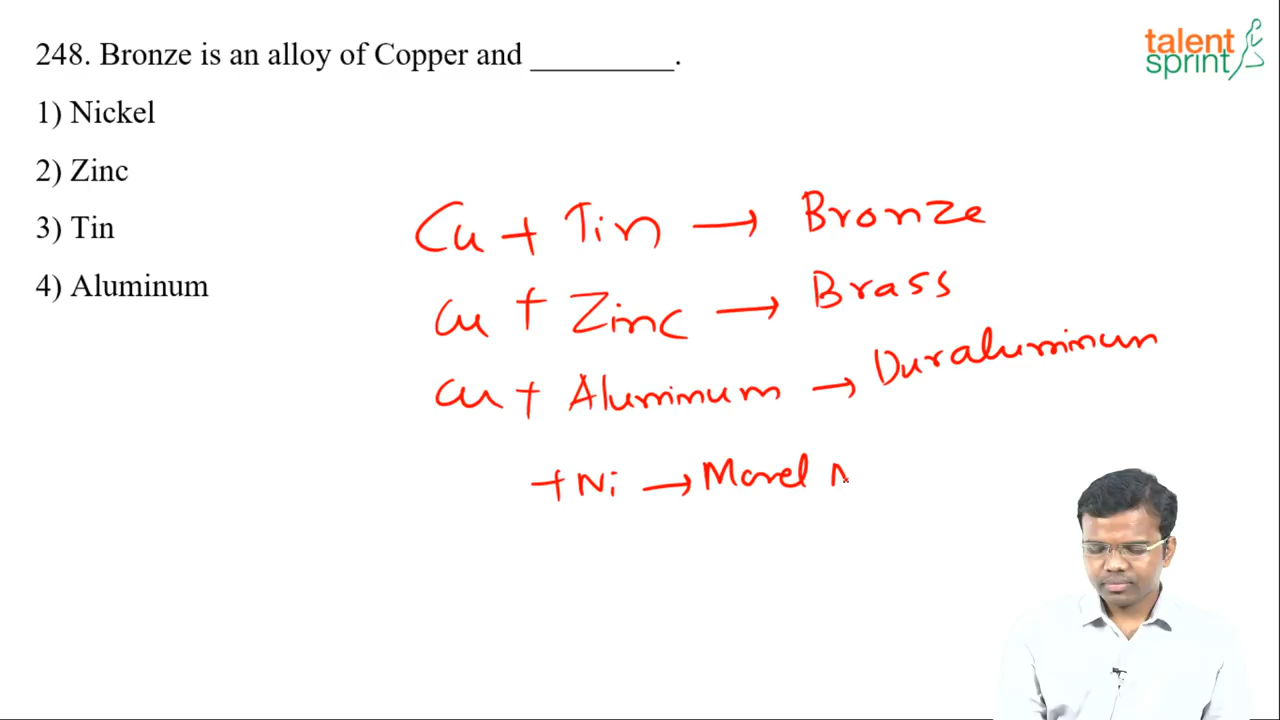 talent
sprint
248. Bronze is an alloy of Copper and __________.
1) Nickel
2) Zinc
3) Tin
4) Aluminum
Cu + Tin → Bronze
Cu + Zinc → Brass
Cu + Aluminum → Duraluminum
+ Ni → Monel M